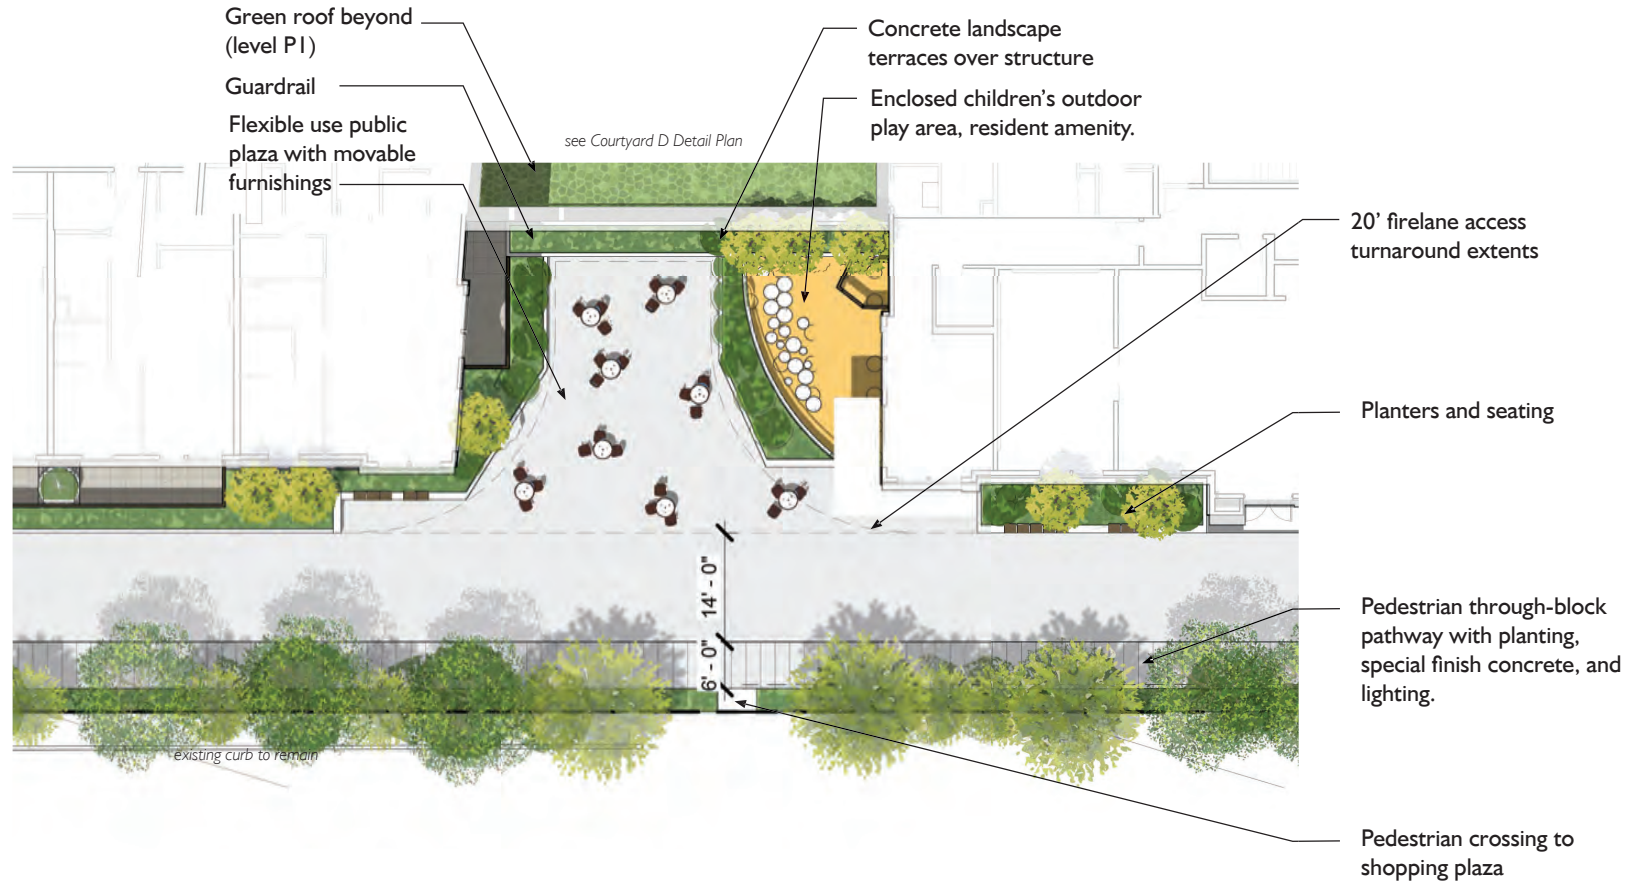 Green roof beyond
(level P1)
Guardrail
Flexible use public
plaza with movable
furnishings
see Courtyard D Detail Plan
Concrete landscape
terraces over structure
Enclosed children's outdoor
play area, resident amenity.
20' firelane access
turnaround extents
Planters and seating
14' - 0"
6' - 0"
Pedestrian through-block
pathway with planting,
special finish concrete, and
lighting.
existing curb to remain
Pedestrian crossing to
shopping plaza